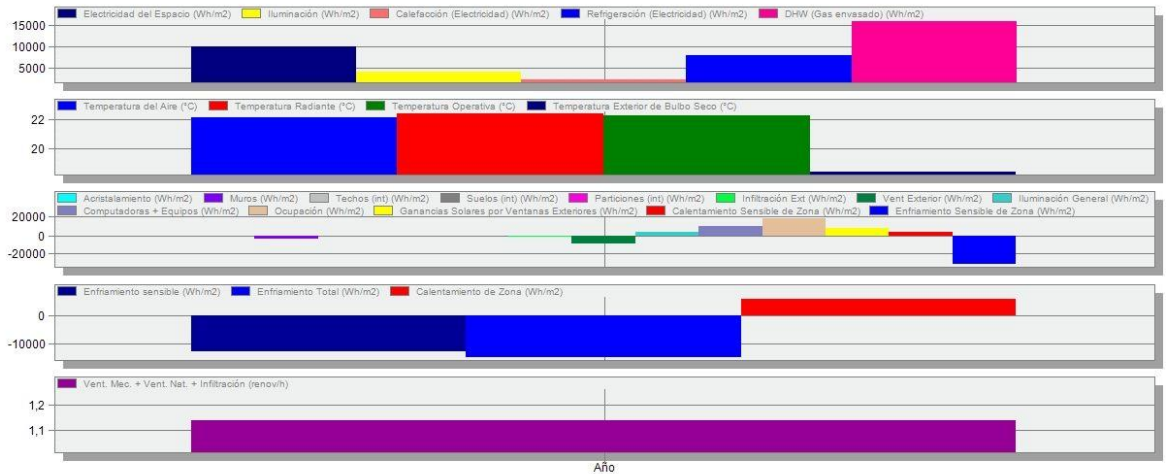 Electricidad del Espacio (Wh/m2) Iluminación (Wh/m2) Calefacción (Electricidad) (Wh/m2) Refrigeración (Electricidad) (Wh/m2) DHW (Gas envasado) (Wh/m2)
15000
10000
5000
Temperatura del Aire (°C) Temperatura Radiante (°C) Temperatura Operativa (°C) Temperatura Exterior de Bulbo Seco (°C)
22
20
Acristalamiento (Wh/m2) Muros (Wh/m2) Techos (int) (Wh/m2) Suelos (int) (Wh/m2) Particiones (int) (Wh/m2) Infiltración Ext (Wh/m2) Vent Exterior (Wh/m2) Iluminación General (Wh/m2)
Computadoras + Equipos (Wh/m2) Ocupación (Wh/m2) Ganancias Solares por Ventanas Exteriores (Wh/m2) Calentamiento Sensible de Zona (Wh/m2) Enfriamiento Sensible de Zona (Wh/m2)
20000
0
-20000
Enfriamiento sensible (Wh/m2) Enfriamiento Total (Wh/m2) Calentamiento de Zona (Wh/m2)
0
-10000
Vent. Mec. + Vent. Nat. + Infiltración (renov/h)
1,2
1,1
Año